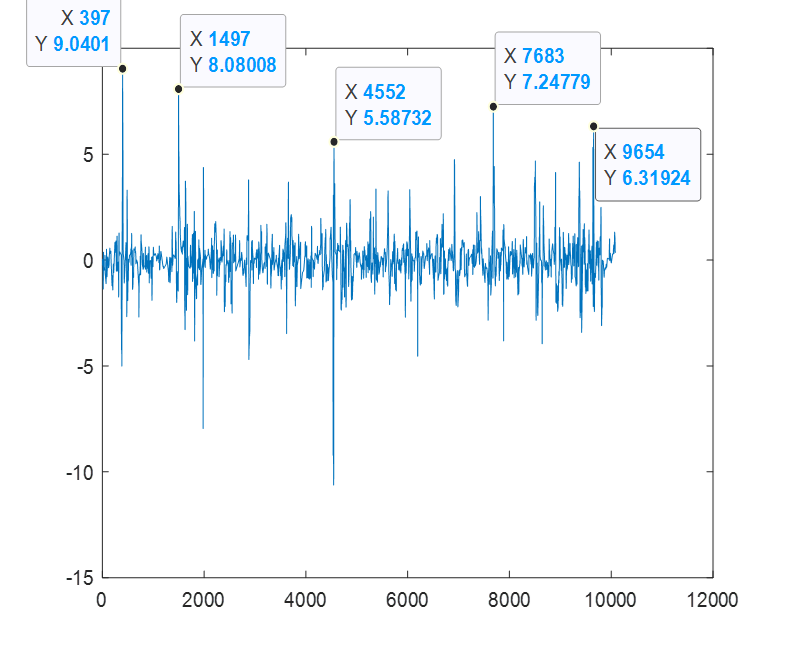 X 397
Y 9.0401
X 1497
Y 8.08008
X 7683
Y 7.24779
X 4552
Y 5.58732
X 9654
Y 6.31924
5
0
-5
-10
-15
0 2000 4000 6000 8000 10000 12000